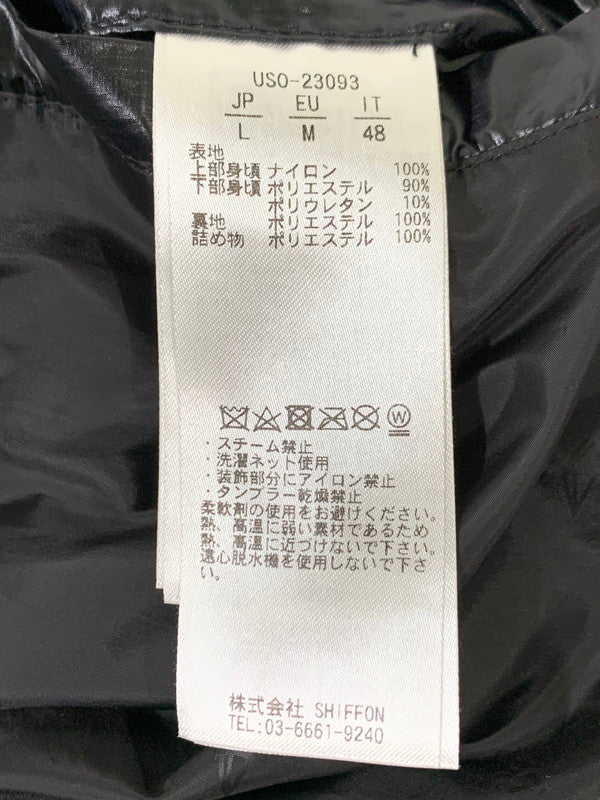 USO-23093
JP EU IT
L M 48
表地
上部身頃 ナイロン 100%
下部身頃 ポリエステル 90%
ポリウレタン 10%
裏地 ポリエステル 100%
詰め物 ポリエステル 100%
W
・スチーム禁止
・洗濯ネット使用
・装飾部分にアイロン禁止
・タンブラー乾燥禁止
柔軟剤の使用をお避けください。
熱、高温に弱い素材であるため
熱、高温に近づけないで下さい。
遠心脱水機を使用しないで下さ
い。
株式会社 SHIFFON
TEL:03-6661-9240